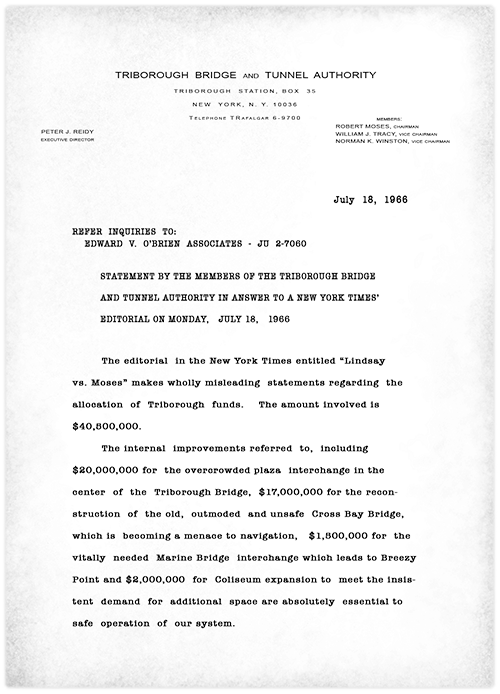 TRIBOROUGH BRIDGE AND TUNNEL AUTHORITY
TRIBOROUGH STATION, BOX 35
NEW YORK, N. Y. 10036
TELEPHONE TRAFALGAR 6-9700
PETER J. REIDY
EXECUTIVE DIRECTOR
MEMBERS:
ROBERT MOSES, CHAIRMAN
WILLIAM J. TRACY, VICE CHAIRMAN
NORMAN K. WINSTON, VICE CHAIRMAN
July 18, 1966
REFER INQUIRIES TO:
EDWARD V. O'BRIEN ASSOCIATES - JU 2-7060
STATEMENT BY THE MEMBERS OF THE TRIBOROUGH BRIDGE
AND TUNNEL AUTHORITY IN ANSWER TO A NEW YORK TIMES'
EDITORIAL ON MONDAY, JULY 18, 1966
The editorial in the New York Times entitled “Lindsay
vs. Moses” makes wholly misleading statements regarding the
allocation of Triborough funds. The amount involved is
$40,800,000.
The internal improvements referred to, including
$20,000,000 for the overcrowded plaza interchange in the
center of the Triborough Bridge, $17,000,000 for the recon-
struction of the old, outmoded and unsafe Cross Bay Bridge,
which is becoming a menace to navigation, $1,800,000 for the
vitally needed Marine Bridge interchange which leads to Breezy
Point and $2,000,000 for Coliseum expansion to meet the insis-
tent demand for additional space are absolutely essential to
safe operation of our system.